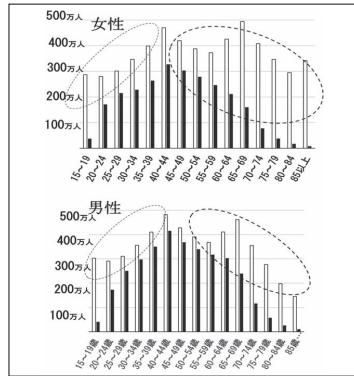 女性
500万人
400万人
300万人
200万人
100万人
15~19
20~24
25~29
30~34
35~39
40~44
45~49
50~54
55~59
60~64
65~69
70~74
75~79
80~84
85以上
男性
500万人
400万人
300万人
200万人
100万人
15~19歳
20~24歳
25~29歳
30~34歳
35~39歳
40~44歳
45~49歳
50~54歳
55~59歳
60~64歳
65~69歳
70~74歳
75~79歳
80~84歳
85歳…